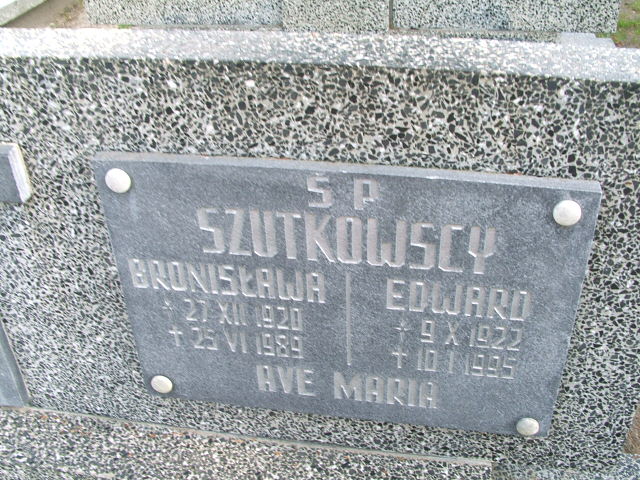 Ś P
SZUTKOWSCY
BRONISŁAWA
* 27 XII 1920
✝ 25 VI 1989
EDWARD
* 9 X 1922
✝ 10 I 1995
AVE MARIA